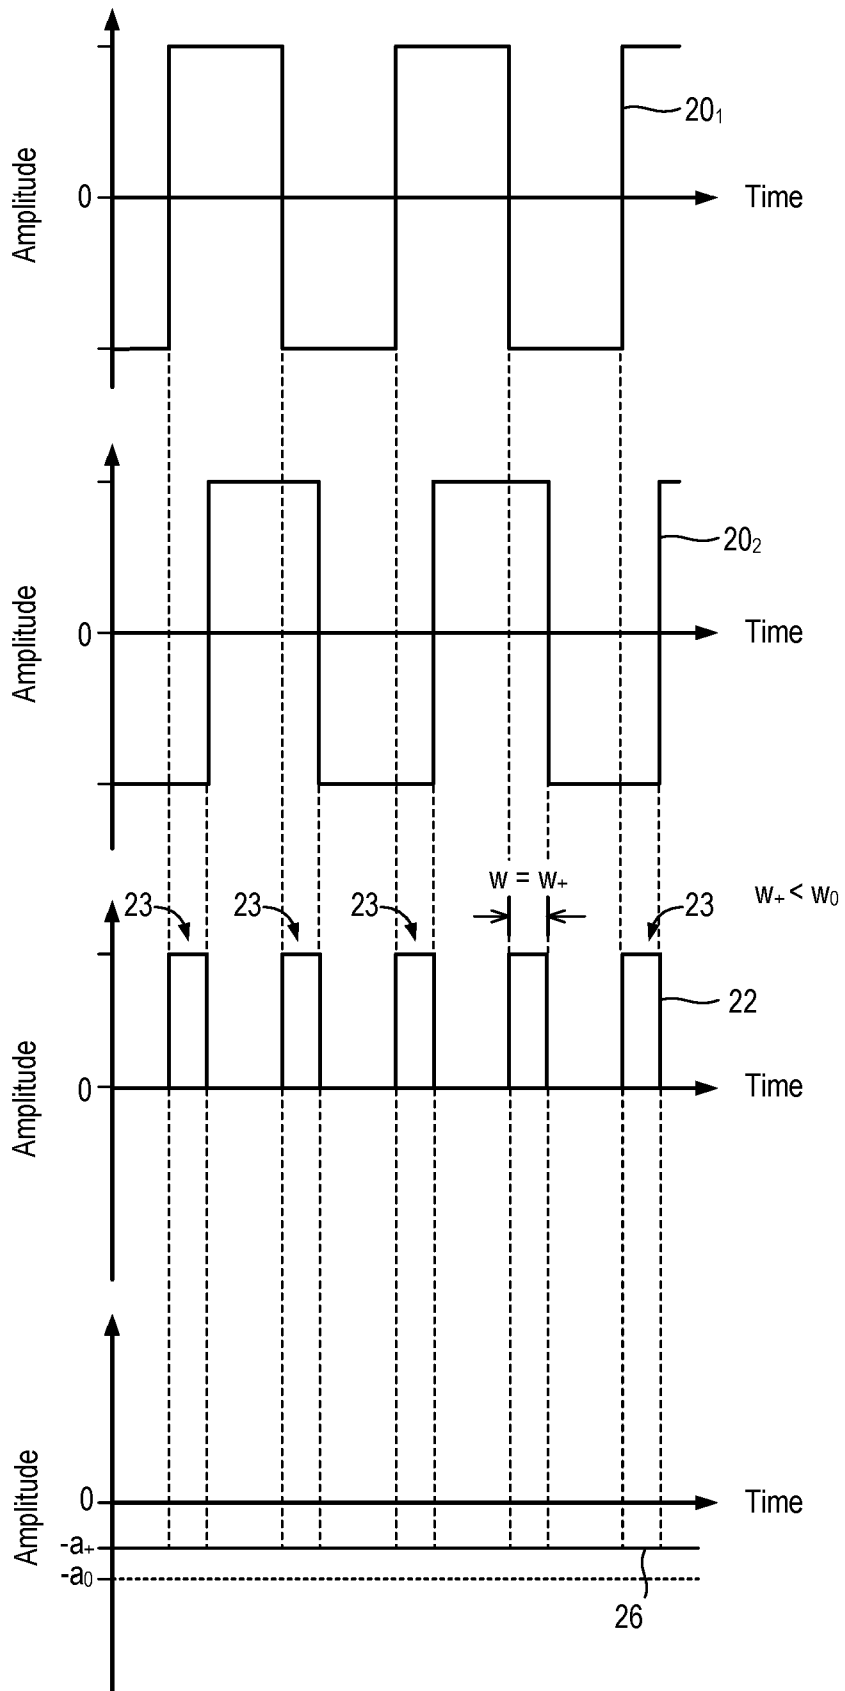 20₁
Amplitude
0
Time
20₂
Amplitude
0
Time
w = w₊
w₊ < w₀
23
23
23
23
22
Amplitude
0
Time
Amplitude
0
Time
-a₊
-a₀
26